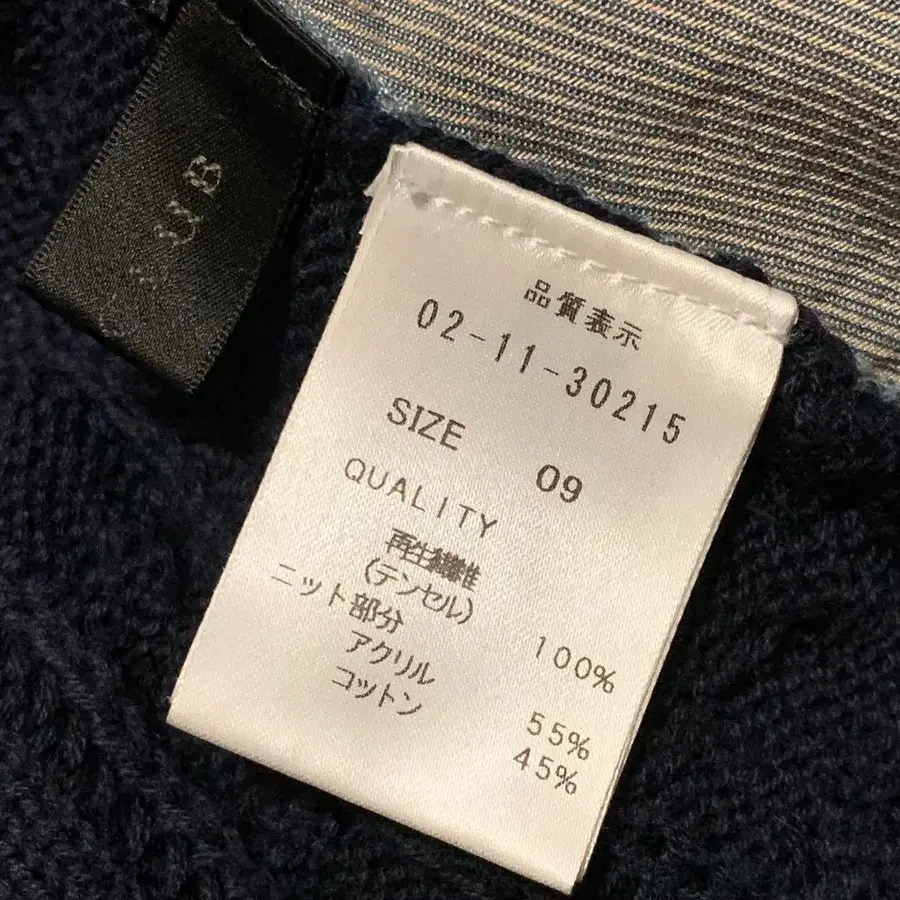 品質表示
02-11-30215
SIZE 09
QUALITY
再生繊維
(テンセル) 100%
ニット部分
アクリル 55%
コットン 45%